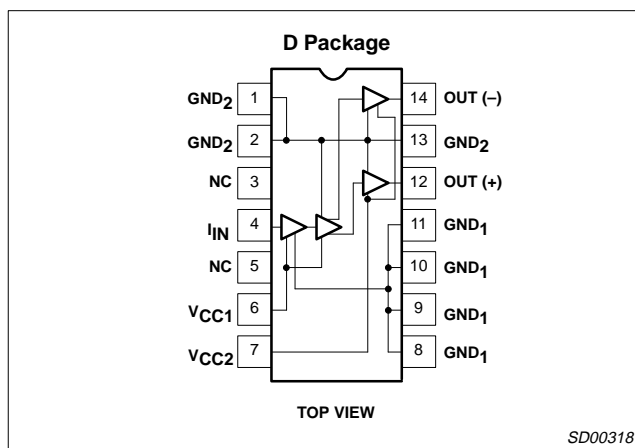 D Package
GND2 1 14 OUT (–)
GND2 2 13 GND2
NC 3 12 OUT (+)
IIN 4 11 GND1
NC 5 10 GND1
VCC1 6 9 GND1
VCC2 7 8 GND1
TOP VIEW
SD00318